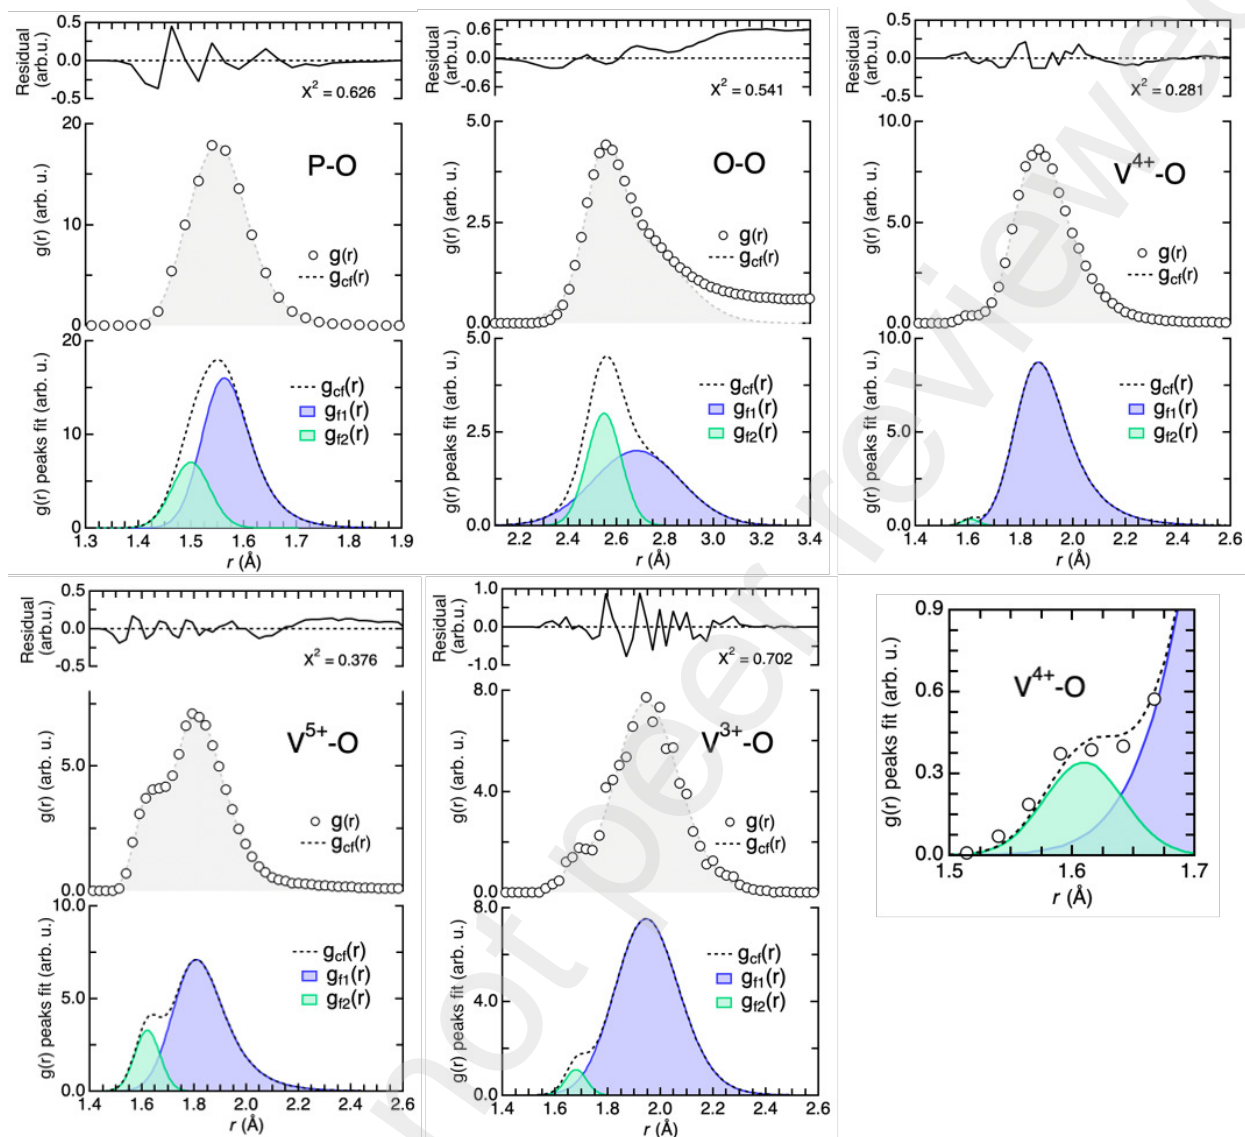 0.5
0.0
-0.5
Residual
(arb.u.)
X² = 0.626
20
10
0
g(r) (arb. u.)
P-O
g(r)
g_cf(r)
20
10
0
g(r) peaks fit (arb. u.)
g_cf(r)
g_f1(r)
g_f2(r)
1.3 1.4 1.5 1.6 1.7 1.8 1.9
r (Å)
0.6
0.0
-0.6
Residual
(arb.u.)
X² = 0.541
5.0
2.5
0.0
g(r) (arb. u.)
O-O
g(r)
g_cf(r)
5.0
2.5
0.0
g(r) peaks fit (arb. u.)
g_cf(r)
g_f1(r)
g_f2(r)
2.2 2.4 2.6 2.8 3.0 3.2 3.4
r (Å)
0.5
0.0
-0.5
Residual
(arb.u.)
X² = 0.281
10.0
5.0
0.0
g(r) (arb. u.)
V⁴⁺-O
g(r)
g_cf(r)
10.0
5.0
0.0
g(r) peaks fit (arb. u.)
g_cf(r)
g_f1(r)
g_f2(r)
1.4 1.6 1.8 2.0 2.2 2.4 2.6
r (Å)
0.5
0.0
-0.5
Residual
(arb.u.)
X² = 0.376
5.0
0.0
g(r) (arb. u.)
V⁵⁺-O
g(r)
g_cf(r)
10.0
5.0
0.0
g(r) peaks fit (arb. u.)
g_cf(r)
g_f1(r)
g_f2(r)
1.4 1.6 1.8 2.0 2.2 2.4 2.6
r (Å)
1.0
0.0
-1.0
Residual
(arb.u.)
X² = 0.702
8.0
4.0
0.0
g(r) (arb. u.)
V³⁺-O
g(r)
g_cf(r)
8.0
4.0
0.0
g(r) peaks fit (arb. u.)
g_cf(r)
g_f1(r)
g_f2(r)
1.4 1.6 1.8 2.0 2.2 2.4 2.6
r (Å)
0.9
0.6
0.3
0.0
g(r) peaks fit (arb. u.)
V⁴⁺-O
1.5 1.6 1.7
r (Å)
not peer reviewed